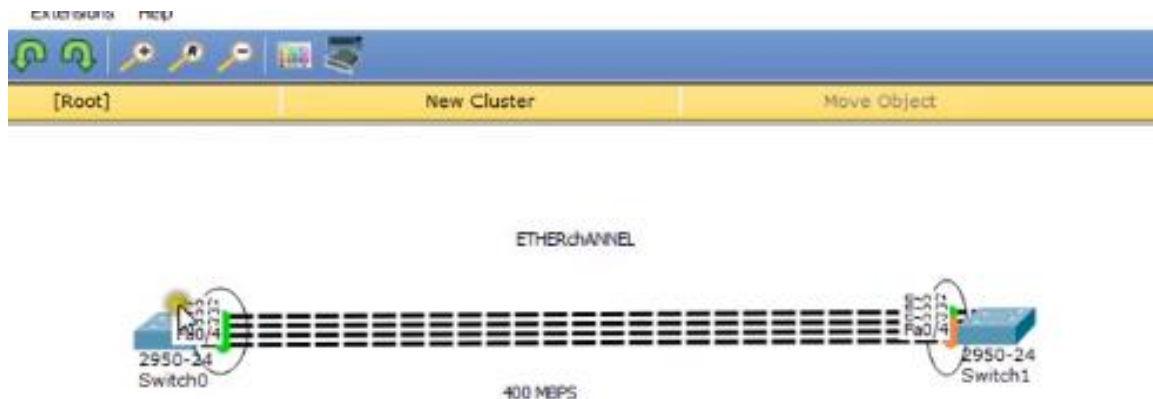 Extensions Help
[Root] New Cluster Move Object
ETHERchANNEL
Fa0/4
Fa0/4
2950-24
Switch0
2950-24
Switch1
400 MBPS